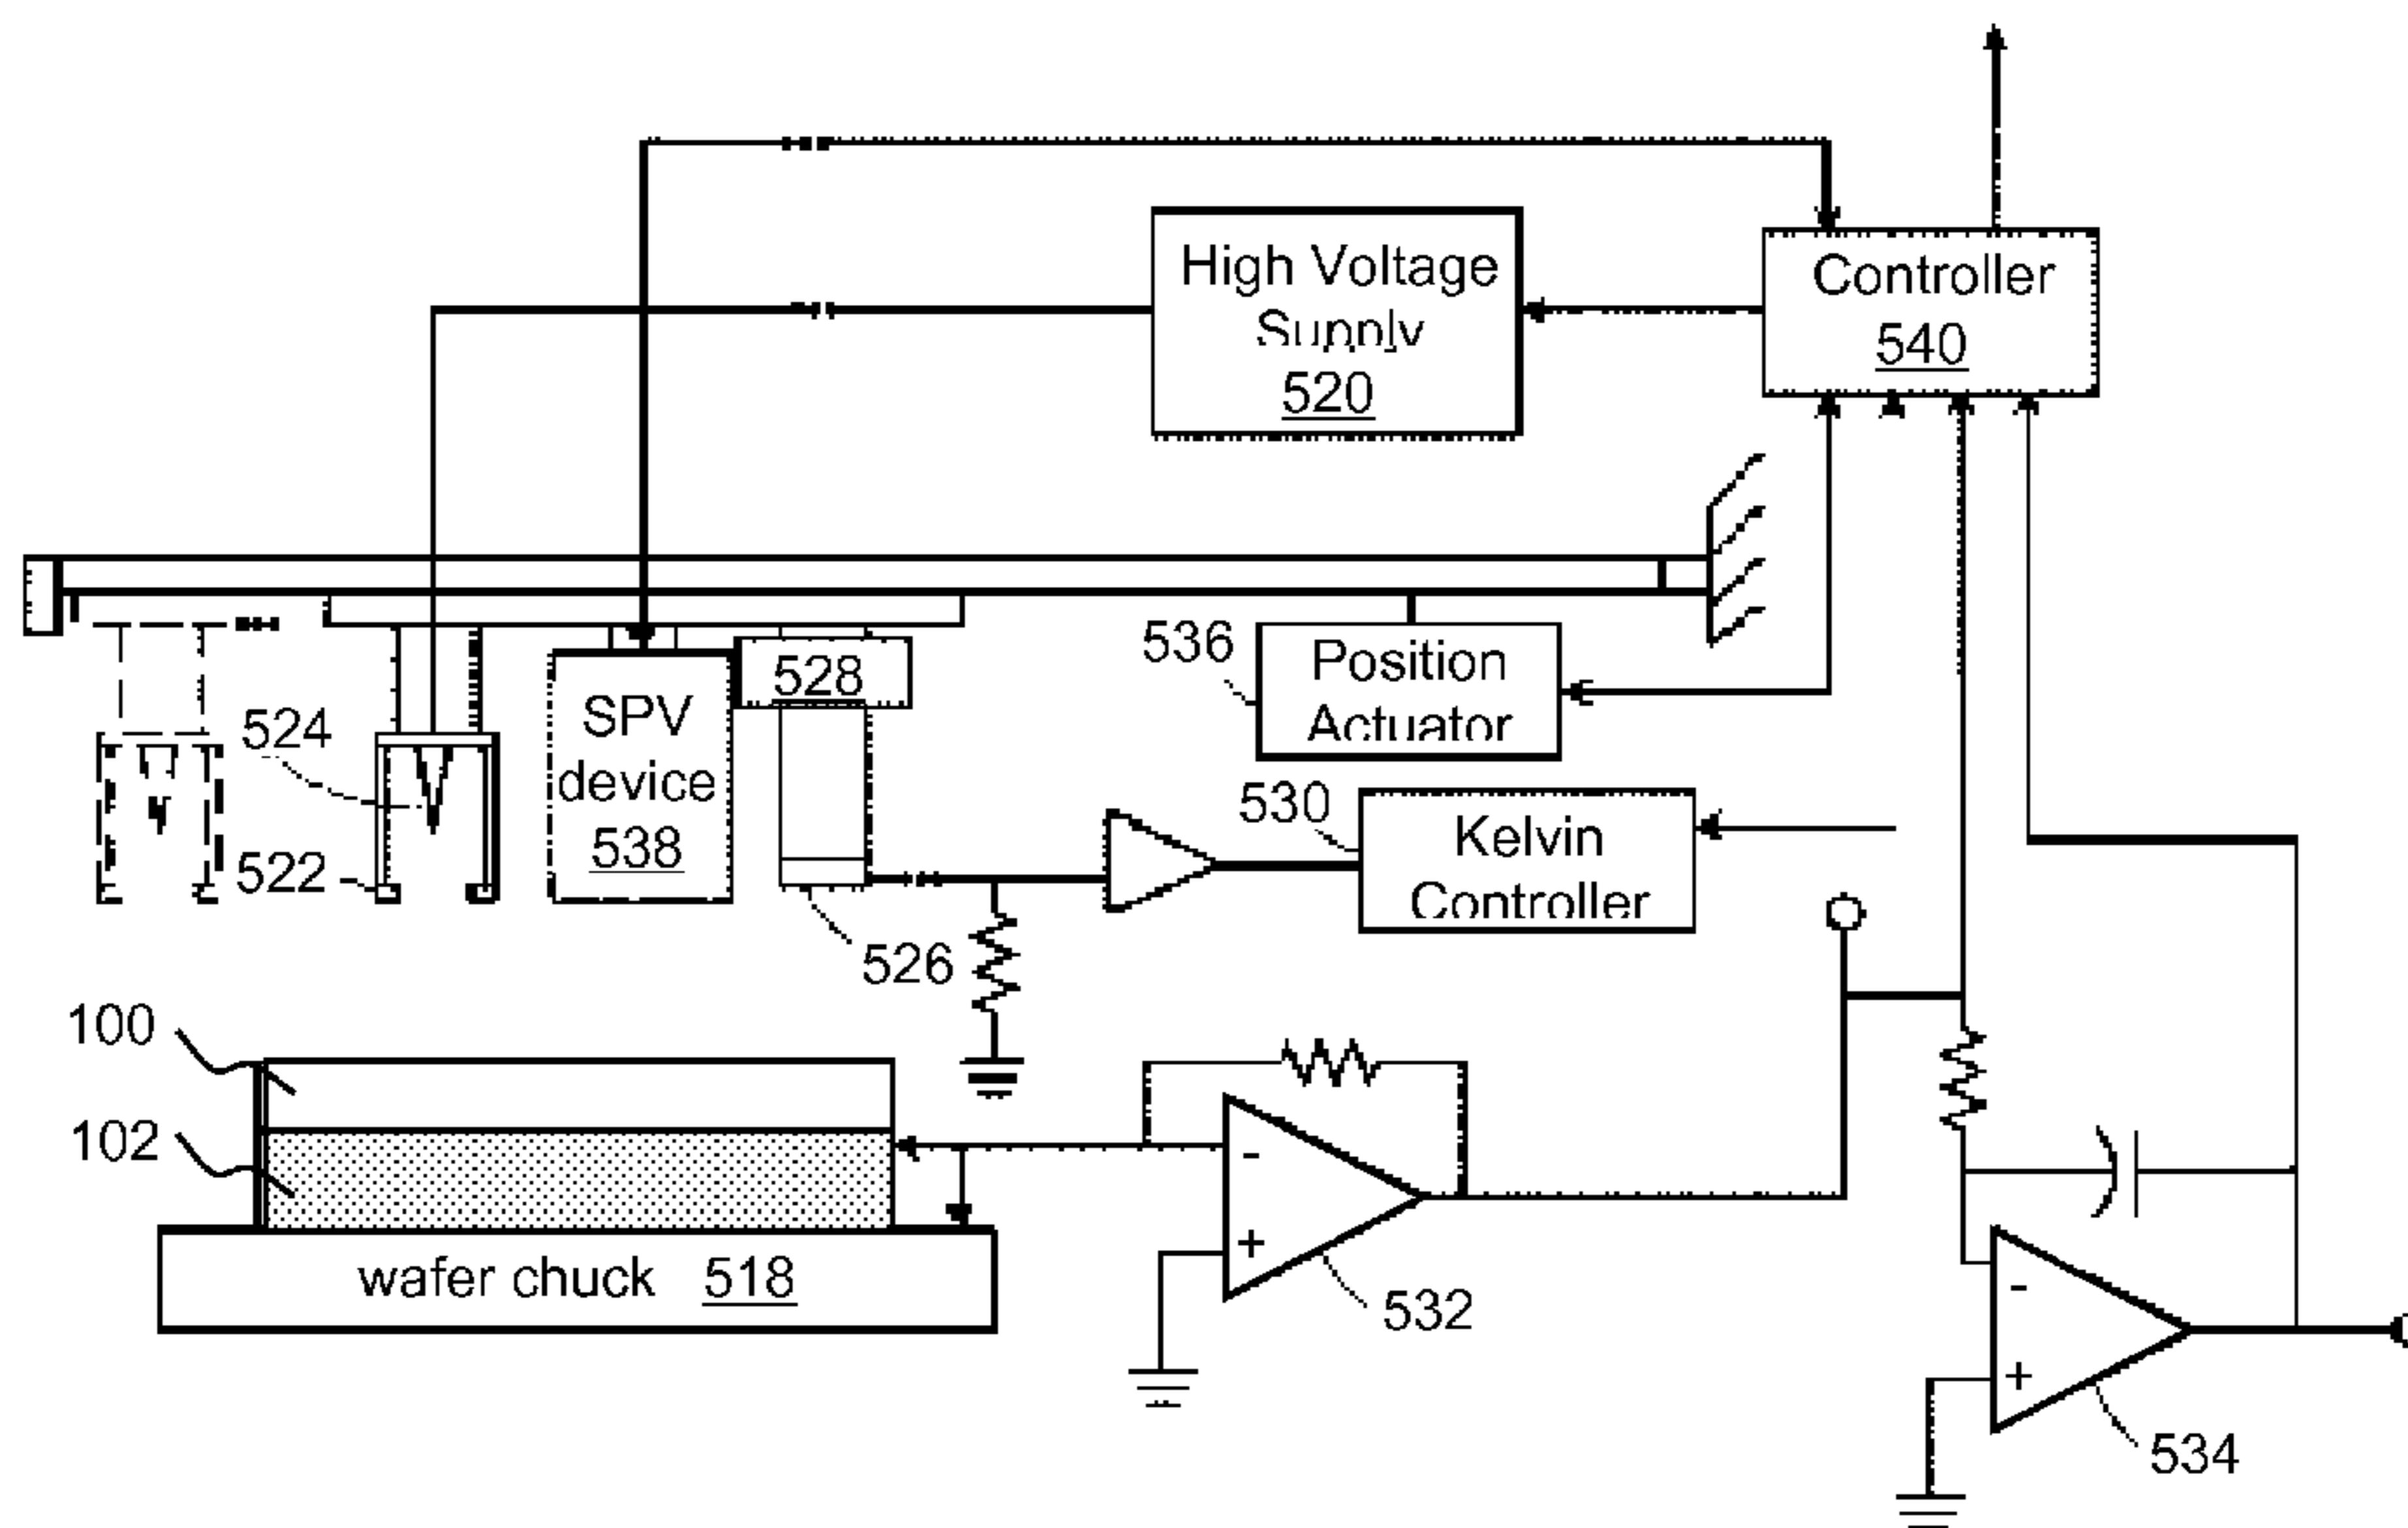 High Voltage
Supply
520
Controller
540
536
Position
Actuator
528
SPV
device
538
524
522
530
Kelvin
Controller
526
100
102
-
+
532
wafer chuck 518
-
+
534